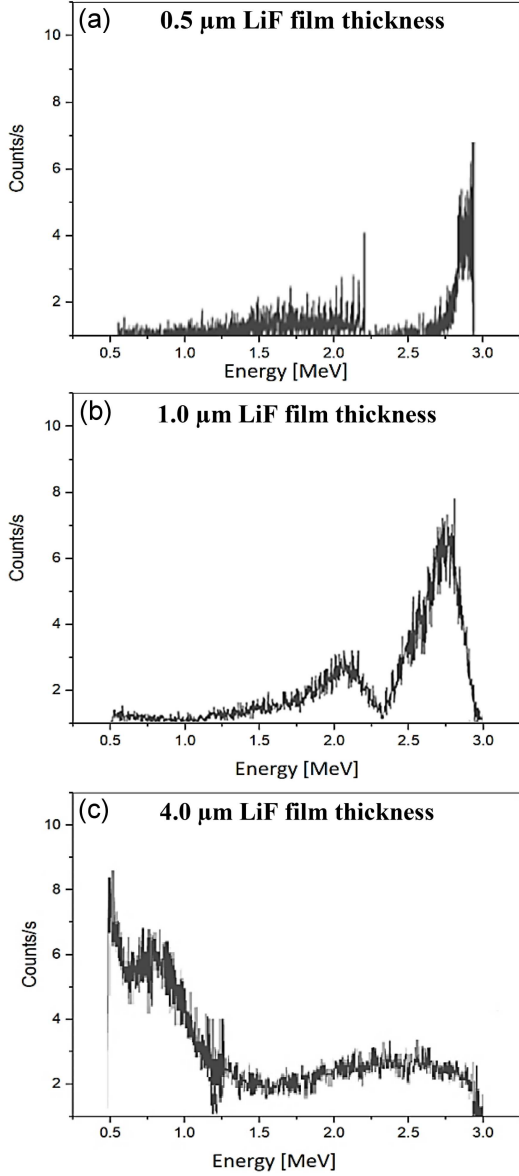 (a) 0.5 µm LiF film thickness
10
8
6
4
2
Counts/s
0.5 1.0 1.5 2.0 2.5 3.0
Energy [MeV]
(b) 1.0 µm LiF film thickness
10
8
6
4
2
Counts/s
0.5 1.0 1.5 2.0 2.5 3.0
Energy [MeV]
(c) 4.0 µm LiF film thickness
10
8
6
4
2
Counts/s
0.5 1.0 1.5 2.0 2.5 3.0
Energy [MeV]